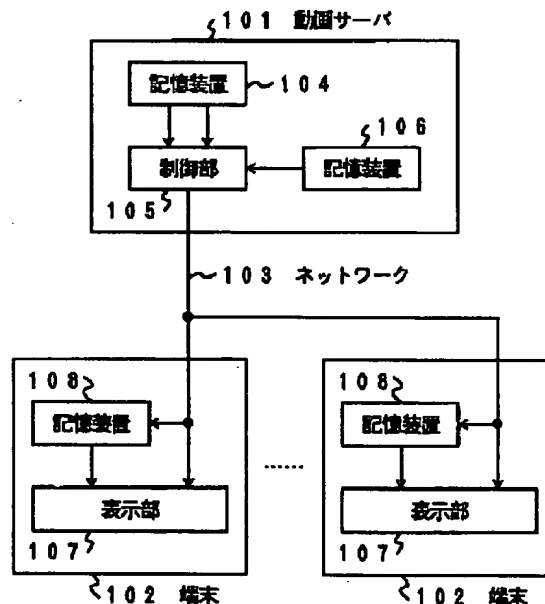 101 動画サーバ
記憶装置 104
106
制御部 記憶装置
105
103 ネットワーク
108 108
記憶装置 記憶装置
表示部 表示部
107 107
102 端末 102 端末